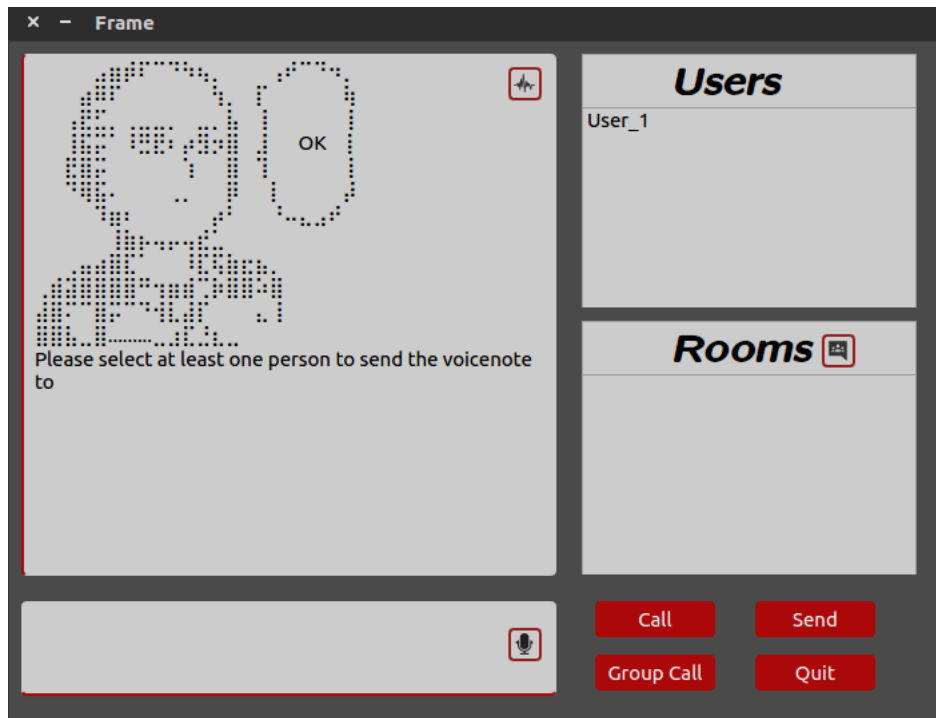 Frame
OK
Please select at least one person to send the voicenote
to
Users
User_1
Rooms
Call
Send
Group Call
Quit